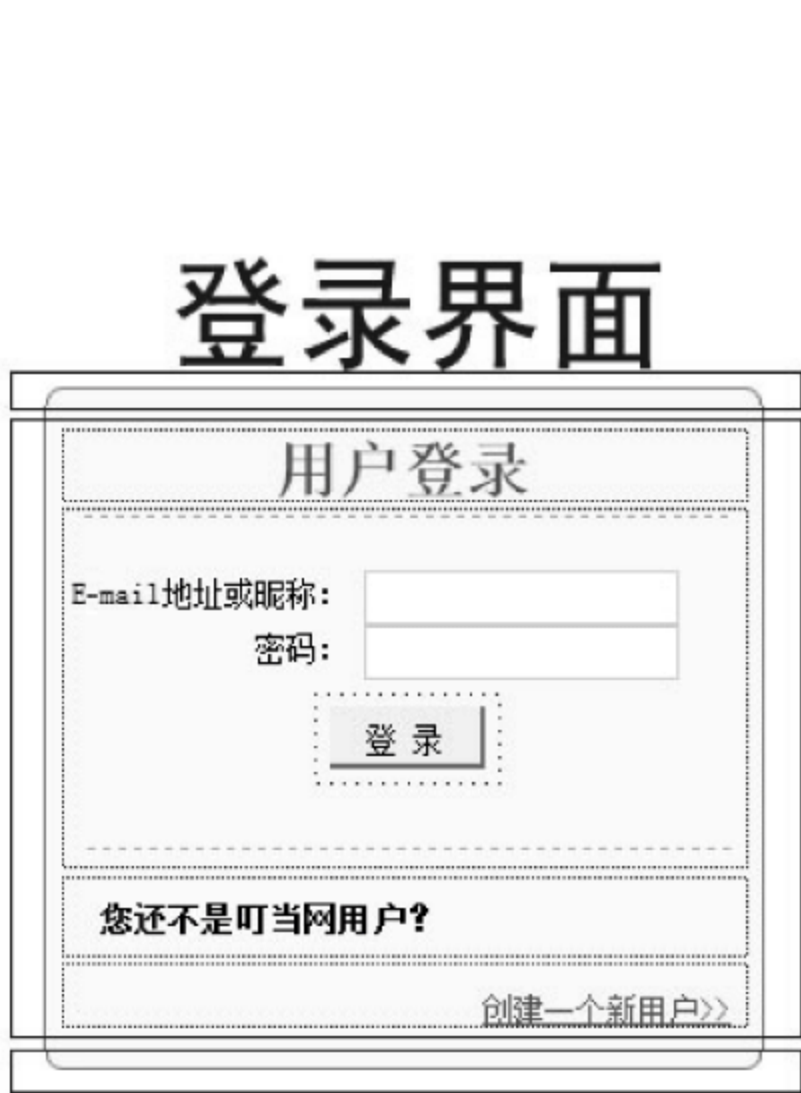 登录界面
用户登录
E-mail地址或昵称：
密码：
登 录
您还不是叮当网用户？
创建一个新用户>>